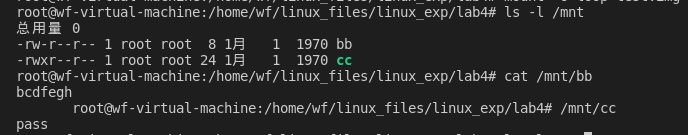 root@wf-virtual-machine:/home/wf/linux_files/linux_exp/lab4# ls -l /mnt
总用量 0
-rw-r--r-- 1 root root  8 1月   1  1970 bb
-rwxr--r-- 1 root root 24 1月   1  1970 cc
root@wf-virtual-machine:/home/wf/linux_files/linux_exp/lab4# cat /mnt/bb
bcdfegh
       root@wf-virtual-machine:/home/wf/linux_files/linux_exp/lab4# /mnt/cc
pass